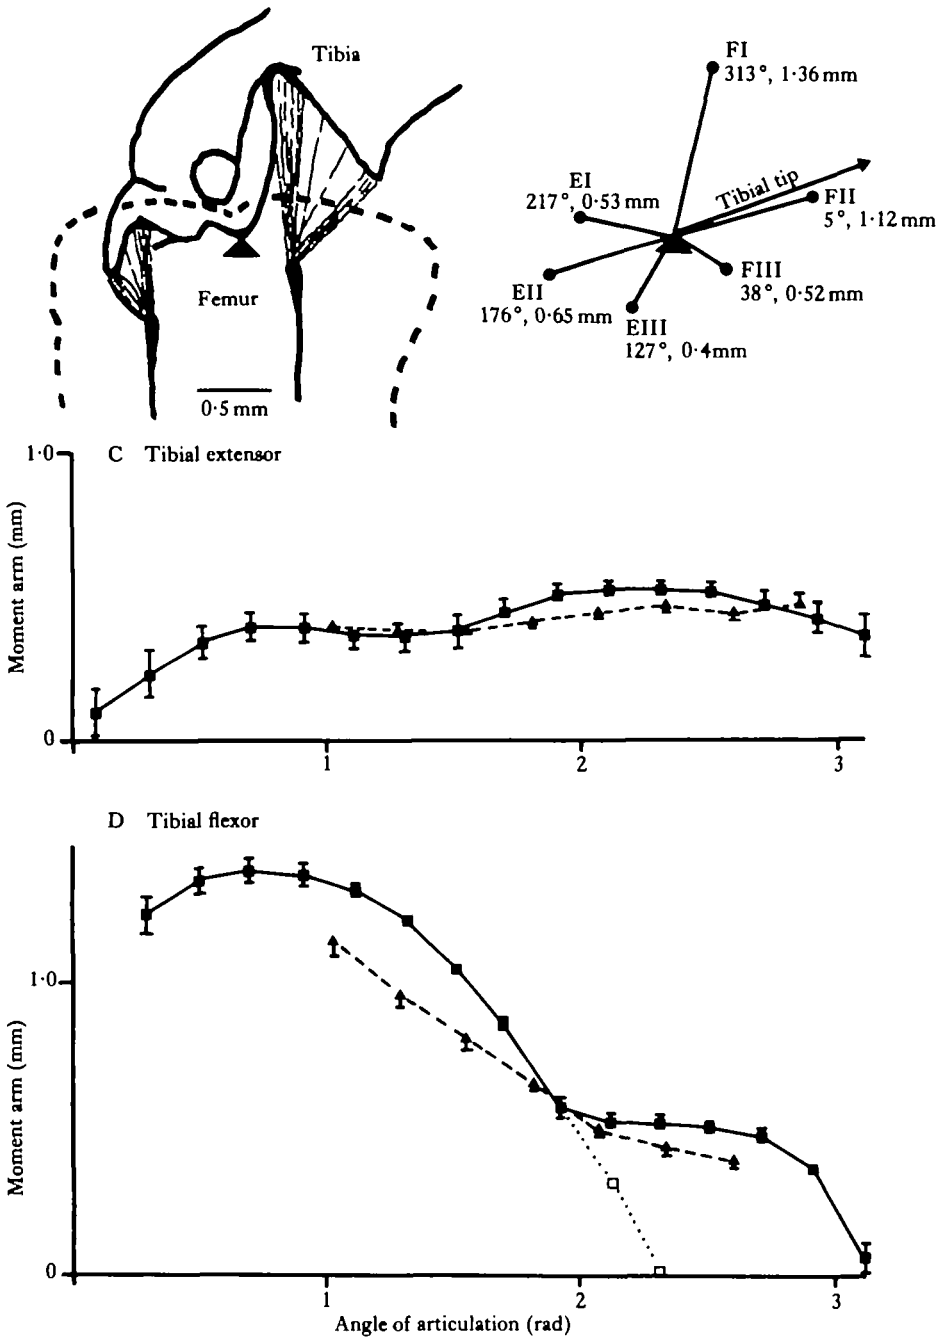 Tibia
Femur
0·5 mm
FI
313°, 1·36 mm
Tibial tip
FII
5°, 1·12 mm
EI
217°, 0·53 mm
FIII
38°, 0·52 mm
EII
176°, 0·65 mm
EIII
127°, 0·4mm
C Tibial extensor
1·0
Moment arm (mm)
0
1
2
3
D Tibial flexor
1·0
Moment arm (mm)
0
1
2
3
Angle of articulation (rad)